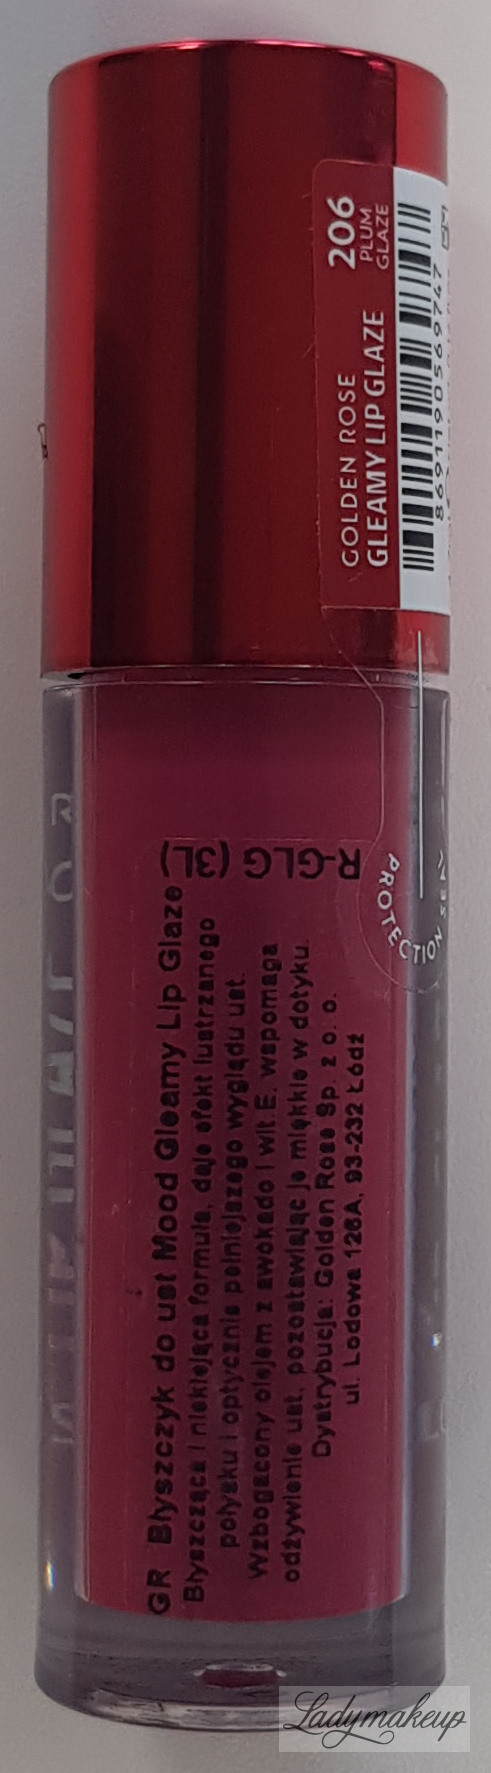 206
PLUM
GLAZE
GOLDEN ROSE
GLEAMY LIP GLAZE
8691190569747
PROTECTION SEAL
R-GLG (3L)
GR Błyszczyk do ust Mood Gleamy Lip Glaze
Błyszcząca i nieklejąca formuła, daje efekt lustrzanego
połysku i optycznie pełniejszego wyglądu ust.
Wzbogacony olejem z awokado i wit E, wspomaga
odżywienie ust, pozostawiając je miękkie w dotyku.
Dystrybucja: Golden Rose Sp. z o. o.
ul. Lodowa 126A, 93-232 Łódź
Ladymakeup